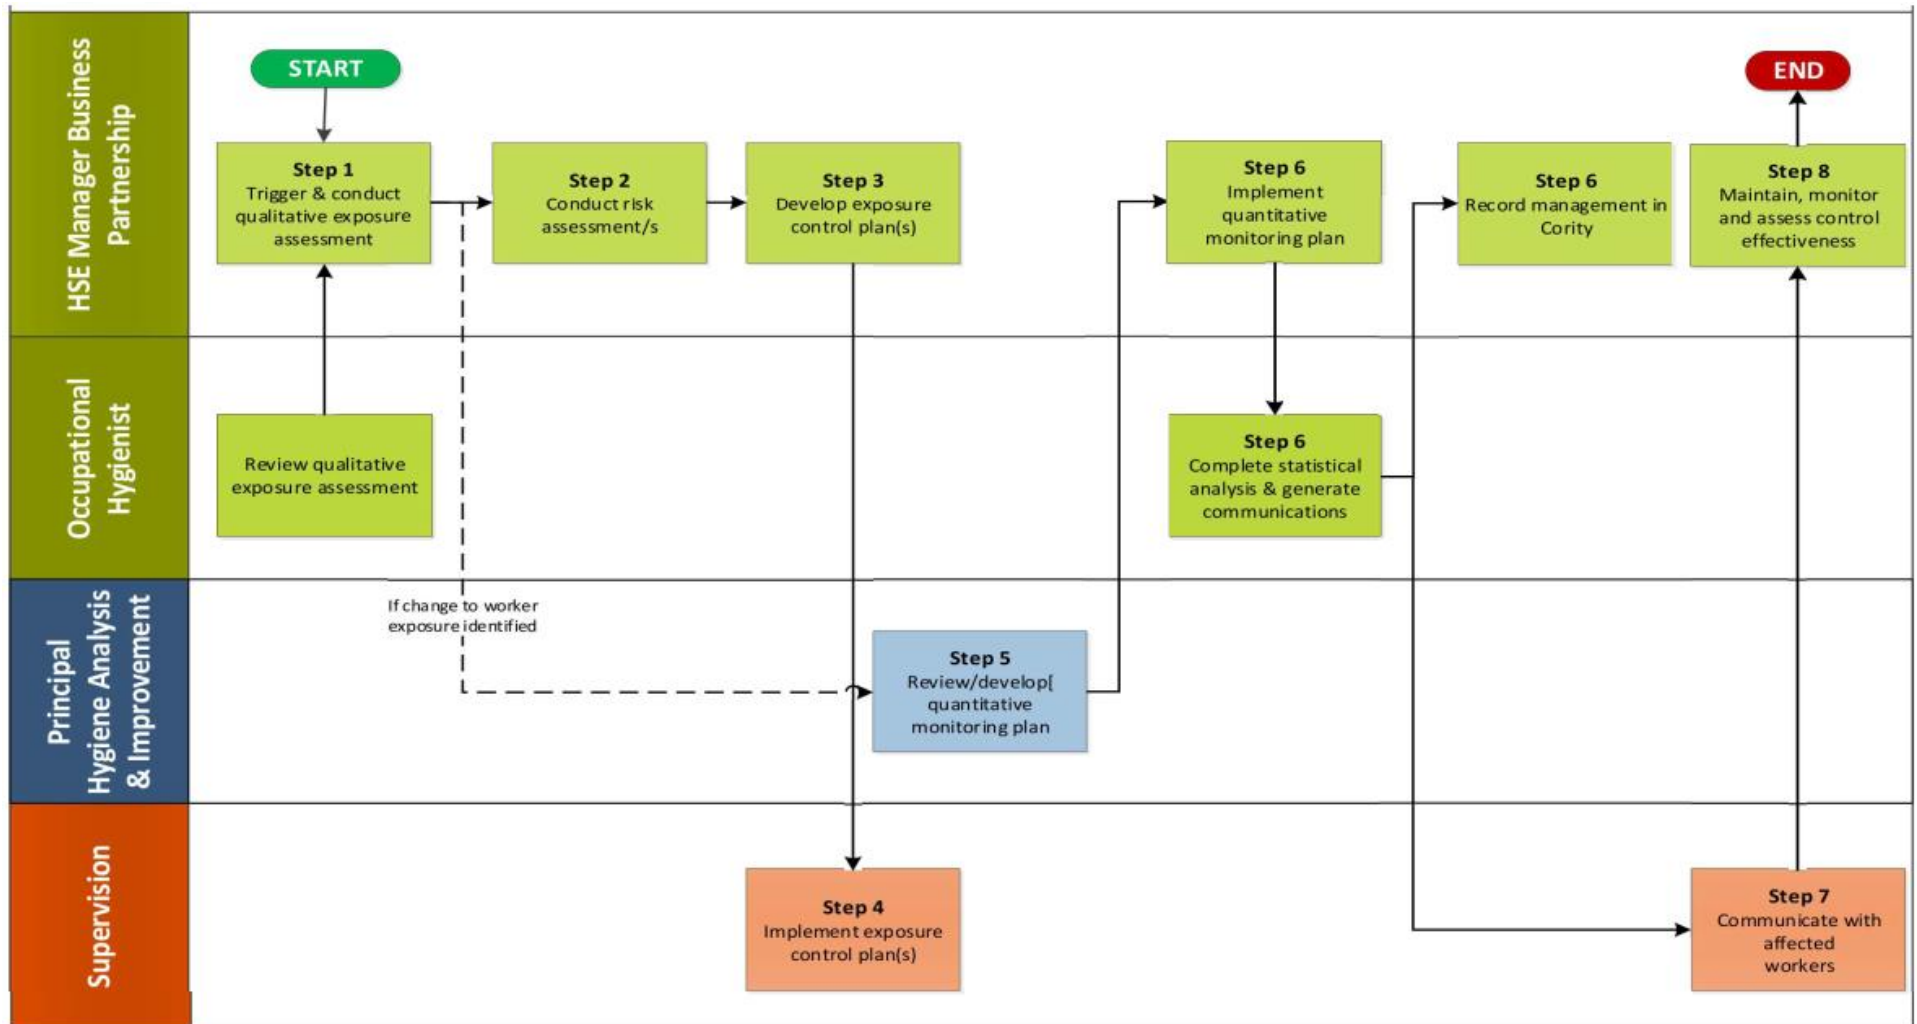 HSE Manager Business
Partnership
START
END
Step 1
Trigger & conduct
qualitative exposure
assessment
Step 2
Conduct risk
assessment/s
Step 3
Develop exposure
control plan(s)
Step 6
Implement
quantitative
monitoring plan
Step 6
Record management in
Cority
Step 8
Maintain, monitor
and assess control
effectiveness
Occupational
Hygienist
Review qualitative
exposure assessment
Step 6
Complete statistical
analysis & generate
communications
Principal
Hygiene Analysis
& Improvement
If change to worker
exposure identified
Step 5
Review/develop[
quantitative
monitoring plan
Supervision
Step 4
Implement exposure
control plan(s)
Step 7
Communicate with
affected
workers